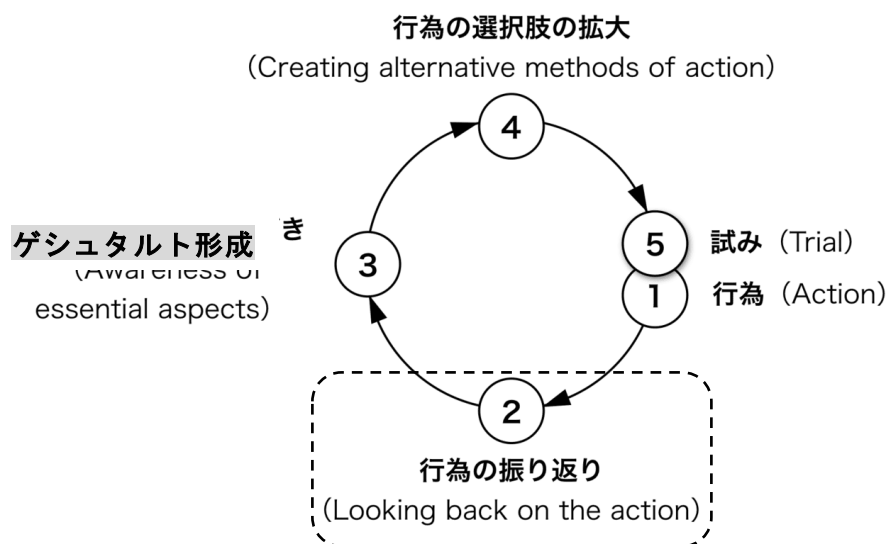 行為の選択肢の拡大
(Creating alternative methods of action)
4
ゲシュタルト形成
き
3
(Awareness of
essential aspects)
5
試み (Trial)
1
行為 (Action)
2
行為の振り返り
(Looking back on the action)